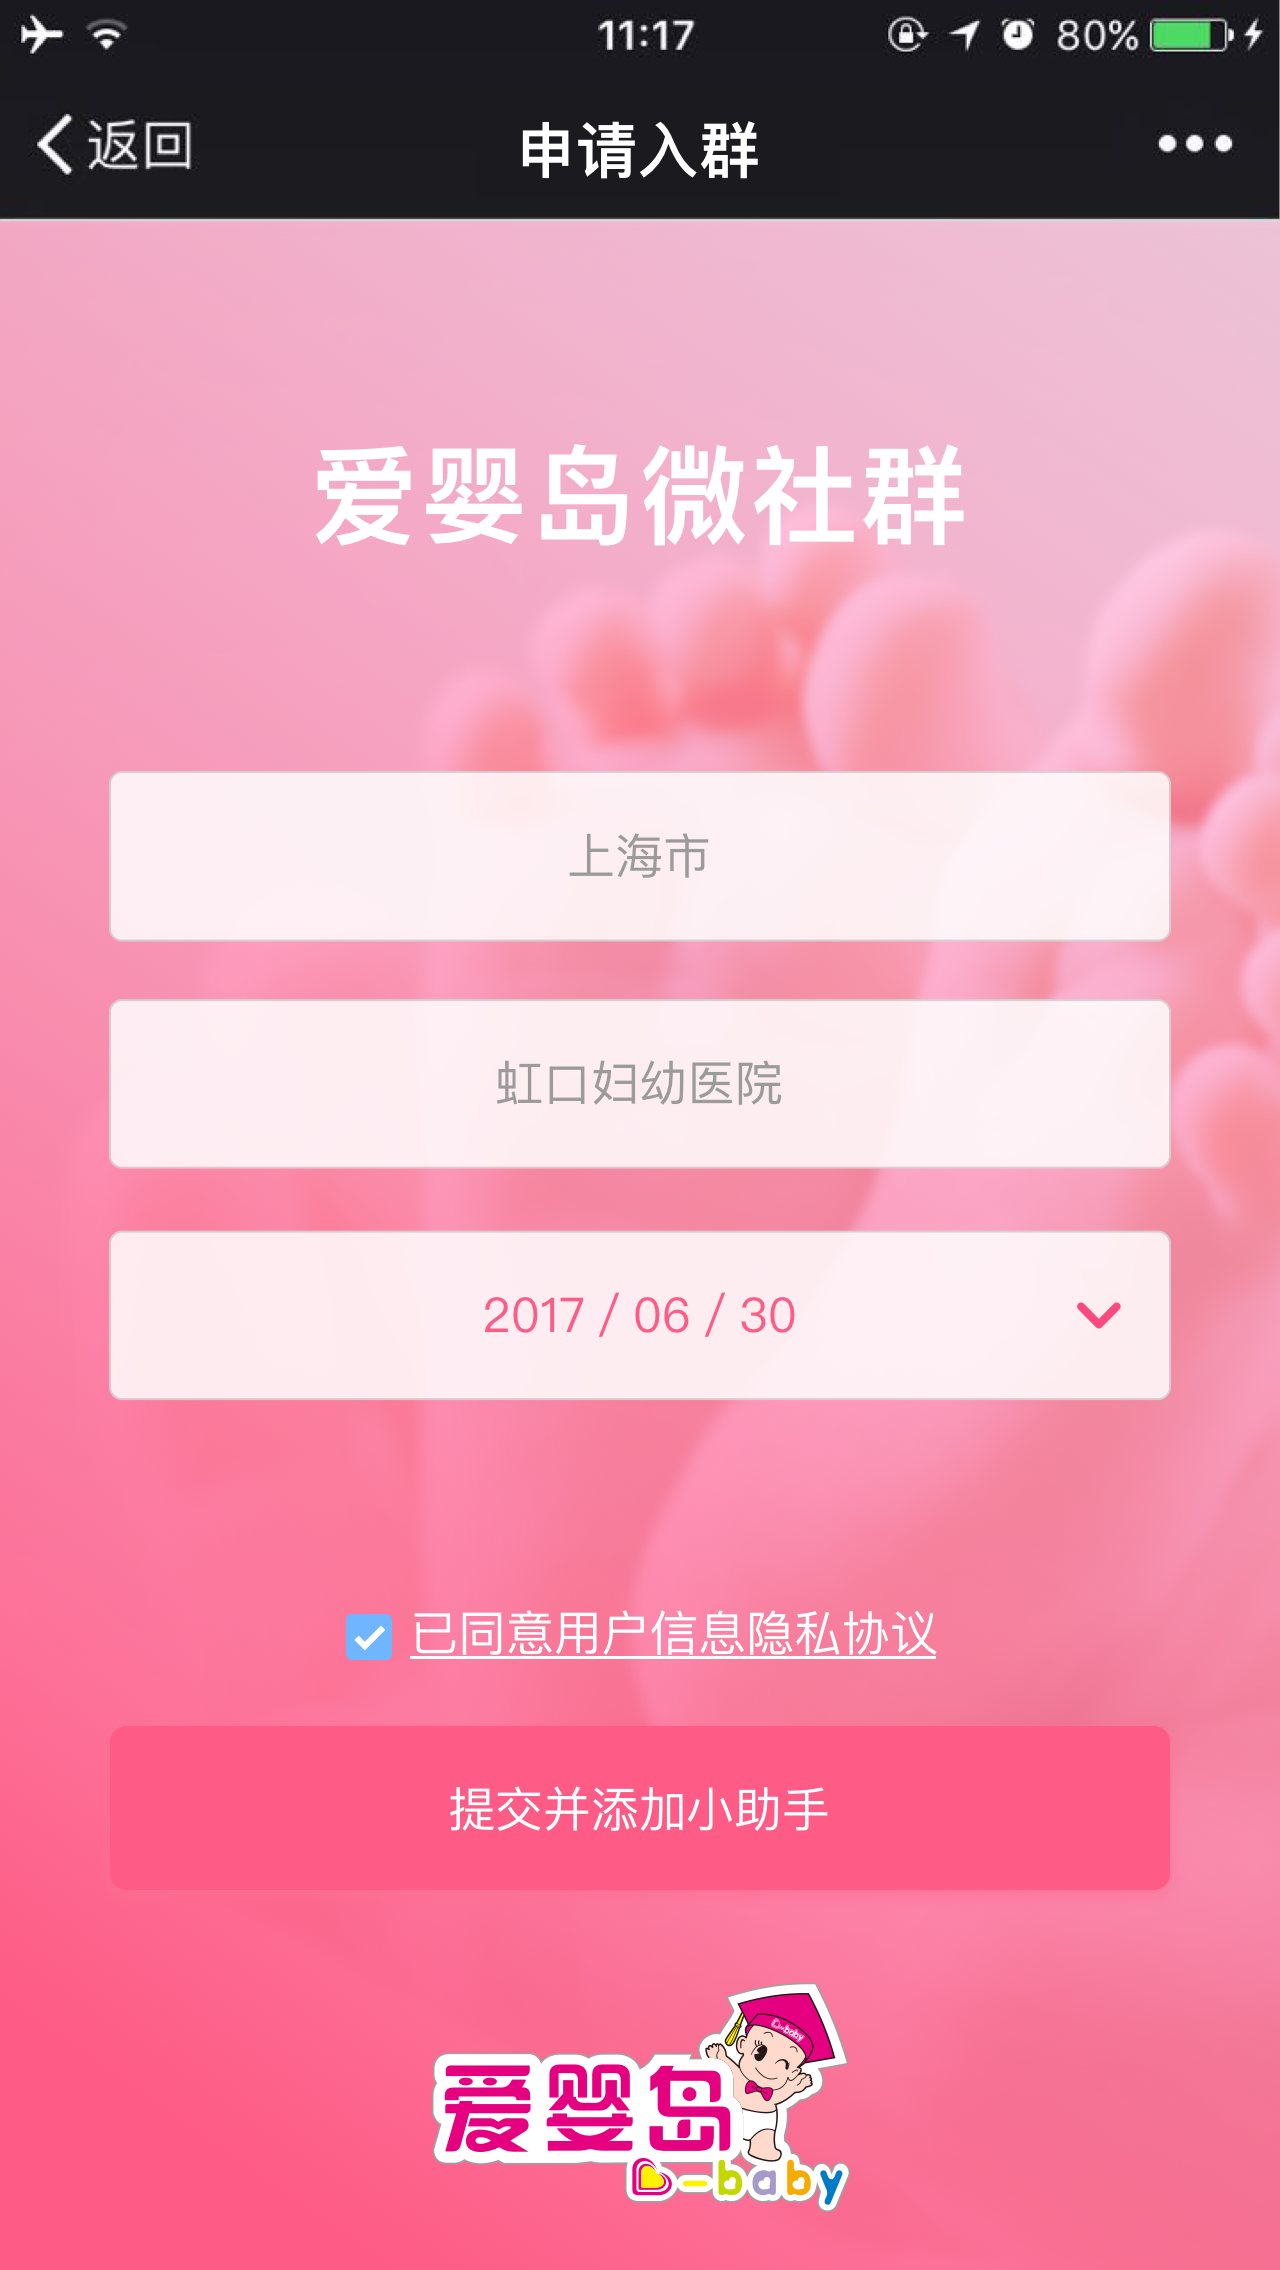 11:17
80%
返回
申请入群
爱婴岛微社群
上海市
虹口妇幼医院
2017 / 06 / 30
已同意用户信息隐私协议
提交并添加小助手
爱婴岛
-baby